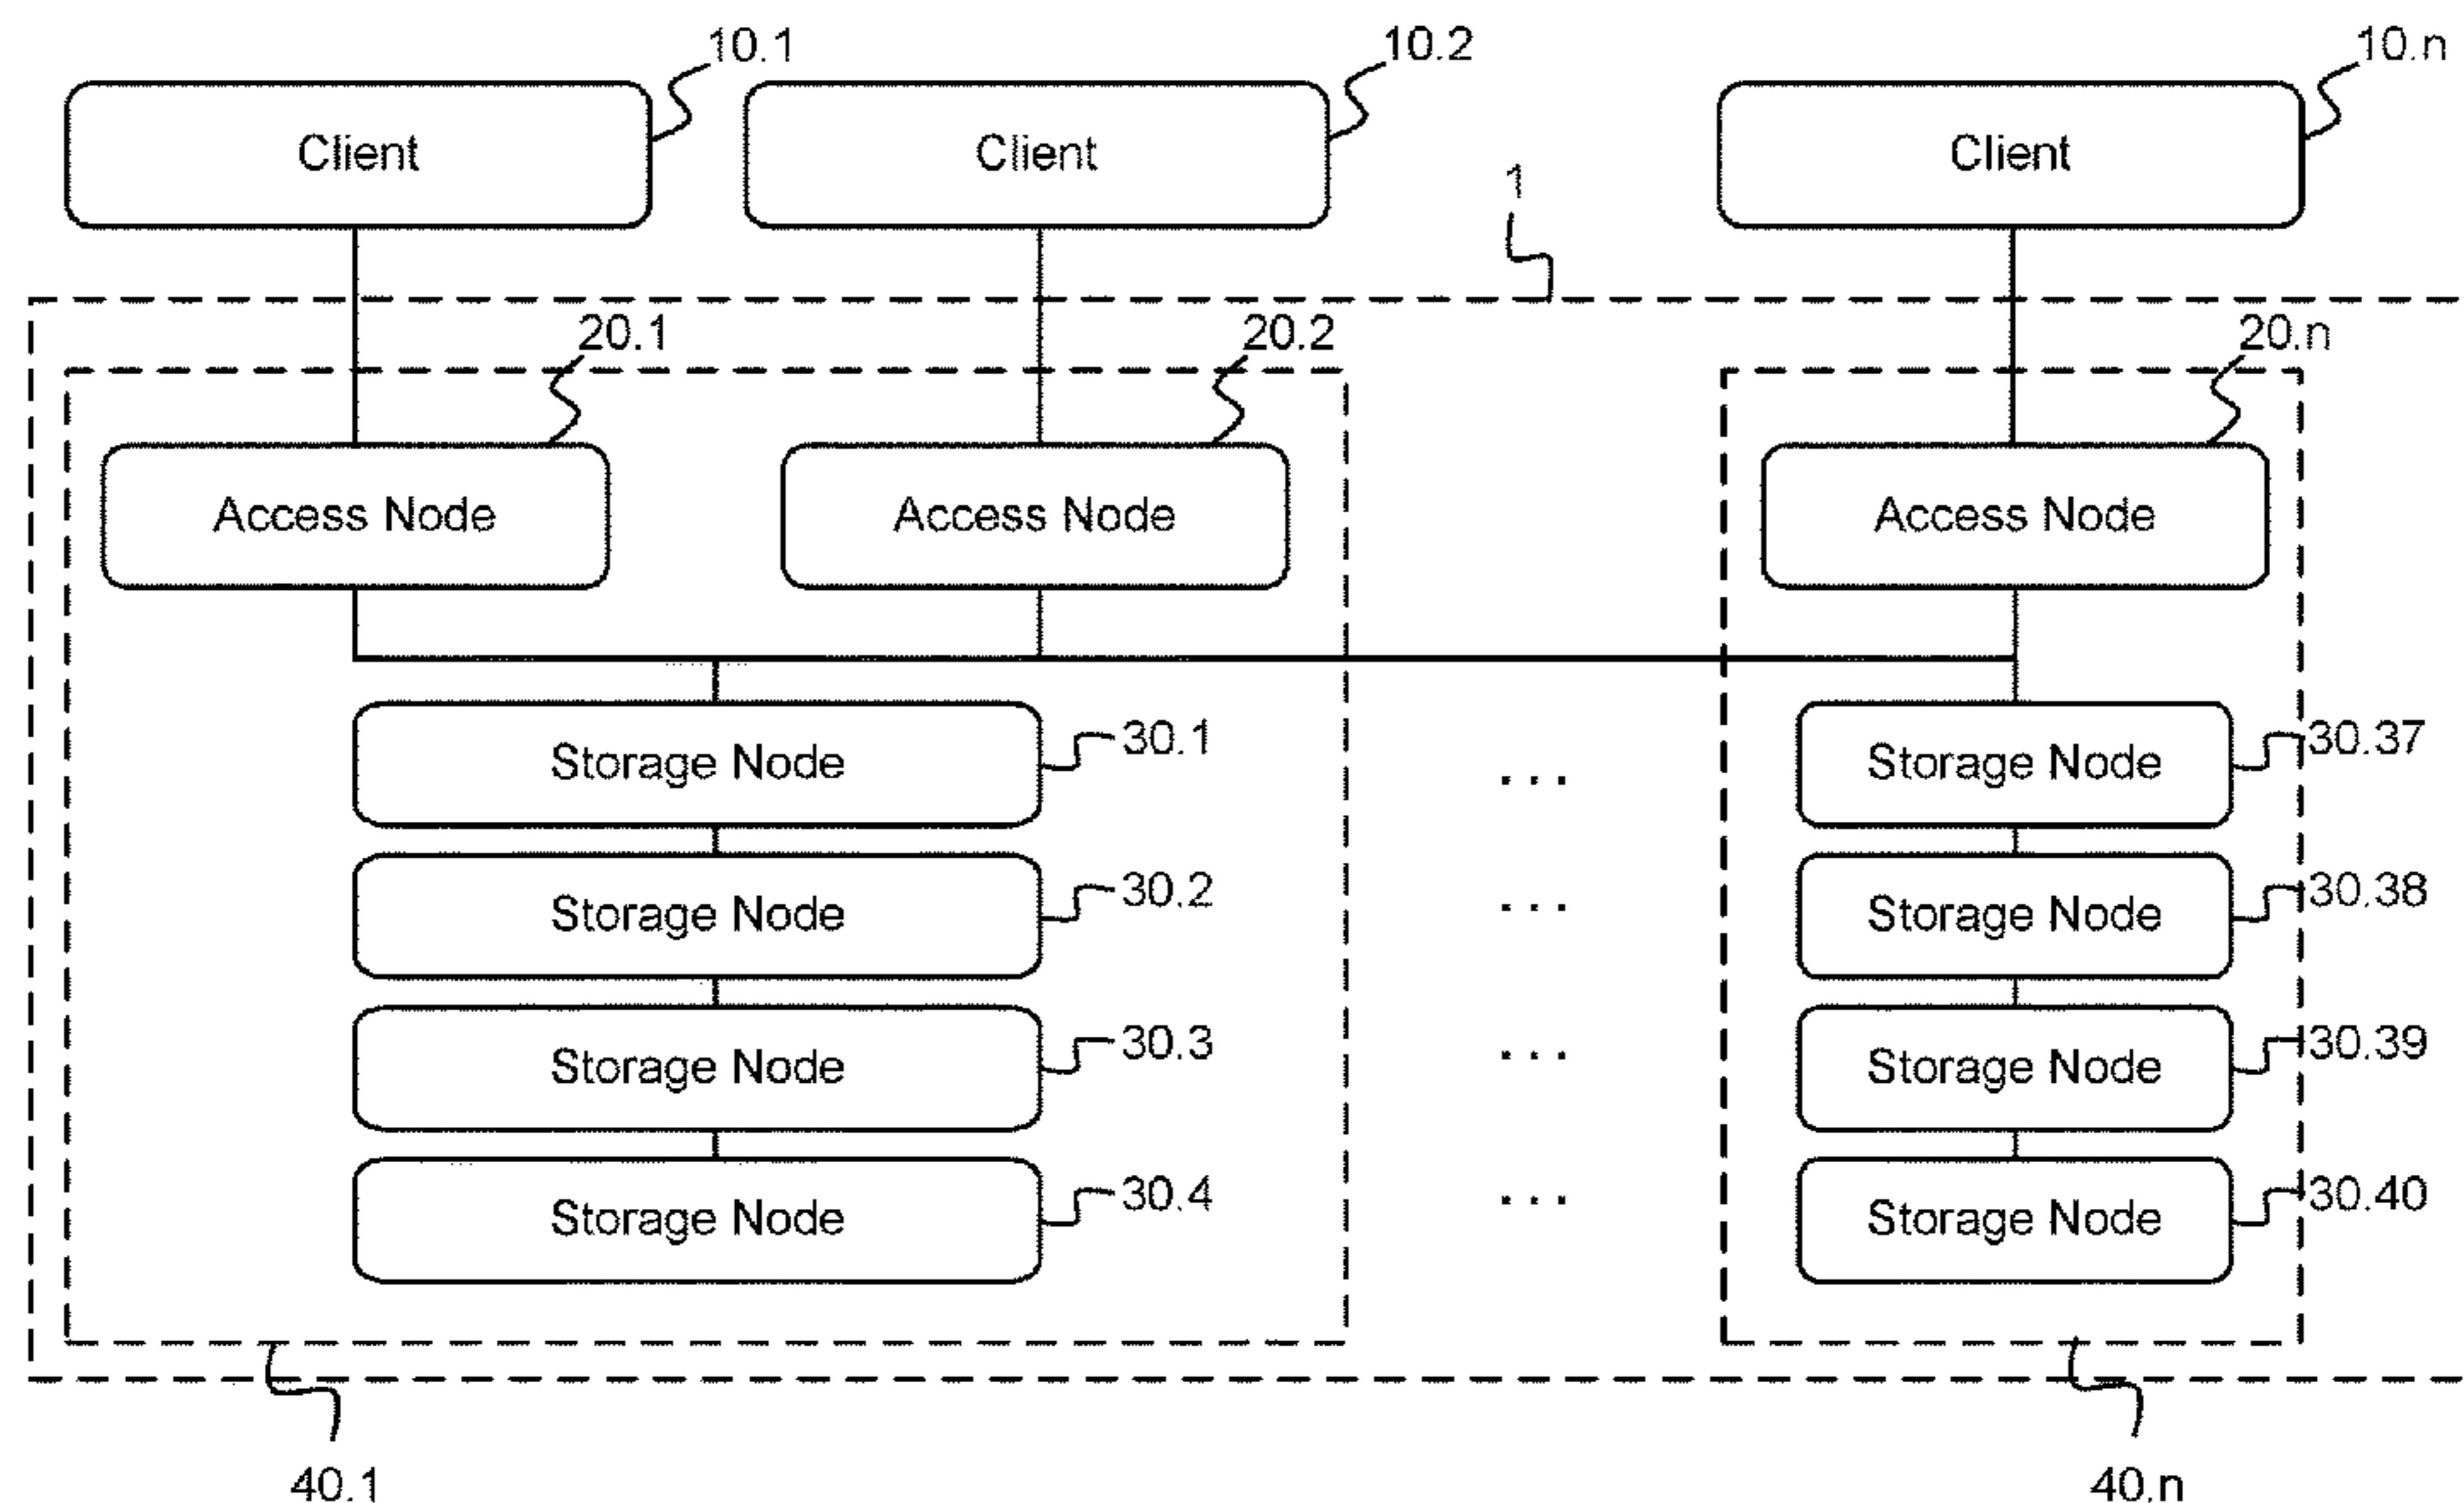 10.1
10.2
10.n
Client
Client
Client
1
20.1
20.2
20.n
Access Node
Access Node
Access Node
Storage Node
30.1
...
Storage Node
30.37
Storage Node
30.2
...
Storage Node
30.38
Storage Node
30.3
...
Storage Node
30.39
Storage Node
30.4
...
Storage Node
30.40
40.1
40.n